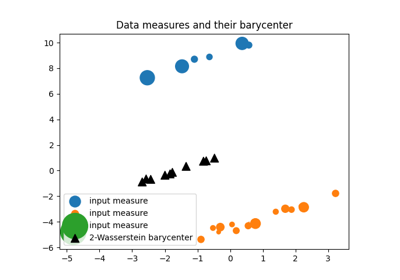 Data measures and their barycenter
10
8
6
4
2
0
−2
−4
−6
input measure
input measure
input measure
2-Wasserstein barycenter
−5 −4 −3 −2 −1 0 1 2 3